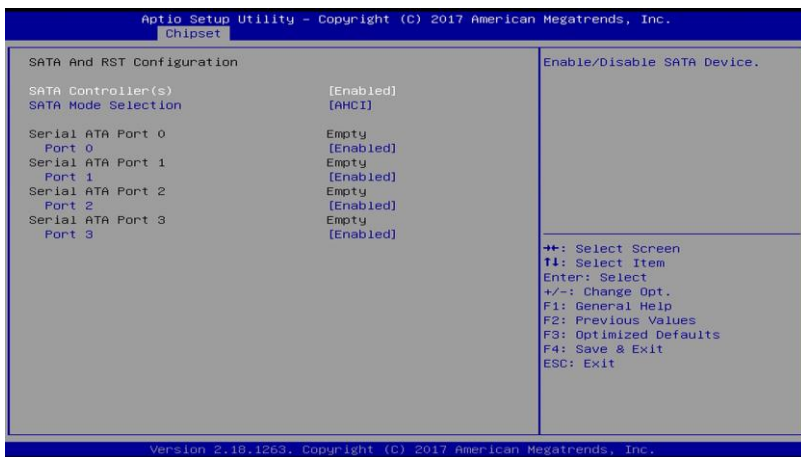 Aptio Setup Utility – Copyright (C) 2017 American Megatrends, Inc.
Chipset
SATA And RST Configuration
SATA Controller(s) [Enabled]
SATA Mode Selection [AHCI]
Serial ATA Port 0 Empty
Port 0 [Enabled]
Serial ATA Port 1 Empty
Port 1 [Enabled]
Serial ATA Port 2 Empty
Port 2 [Enabled]
Serial ATA Port 3 Empty
Port 3 [Enabled]
Enable/Disable SATA Device.
→←: Select Screen
↑↓: Select Item
Enter: Select
+/-: Change Opt.
F1: General Help
F2: Previous Values
F3: Optimized Defaults
F4: Save & Exit
ESC: Exit
Version 2.18.1263. Copyright (C) 2017 American Megatrends, Inc.